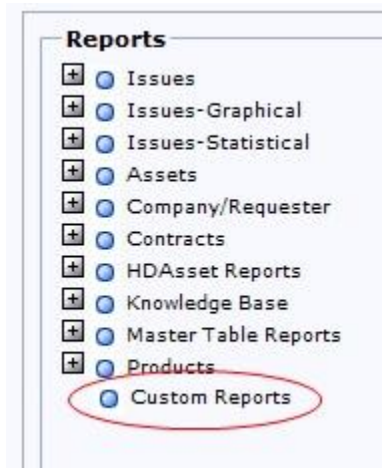 Reports
Issues
Issues-Graphical
Issues-Statistical
Assets
Company/Requester
Contracts
HDAsset Reports
Knowledge Base
Master Table Reports
Products
Custom Reports